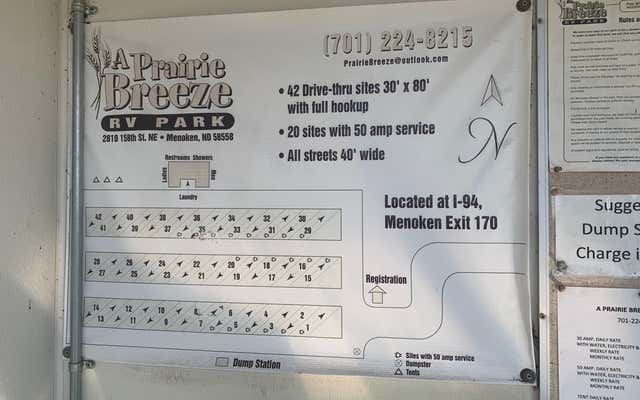 A Prairie
Breeze
RV PARK
2810 158th St. NE • Menoken, ND 58558
(701) 224-8215
PrairieBreeze@outlook.com
• 42 Drive-thru sites 30' x 80'
with full hookup
• 20 sites with 50 amp service
• All streets 40' wide
N
Located at I-94,
Menoken Exit 170
Restrooms Showers
Ladies
Men
Laundry
42 40 38 36 34 32 30
41 39 37 35 33 31 29
28 26 24 22 20 18 16
27 25 23 21 19 17 15
14 12 10 8 6 4 2
13 11 9 7 5 3 1
Registration
Dump Station
Sites with 50 amp service
Dumpster
Tents
Breeze
RV PARK
Rules
Sugge
Dump S
Charge i
A PRAIRIE BRE
701-22
30 AMP. DAILY RATE
WITH WATER, ELECTRICITY &
WEEKLY RATE
MONTHLY RATE
50 AMP. DAILY RATE
WITH WATER, ELECTRICITY &
WEEKLY RATE
MONTHLY RATE
TENT DAILY RATE